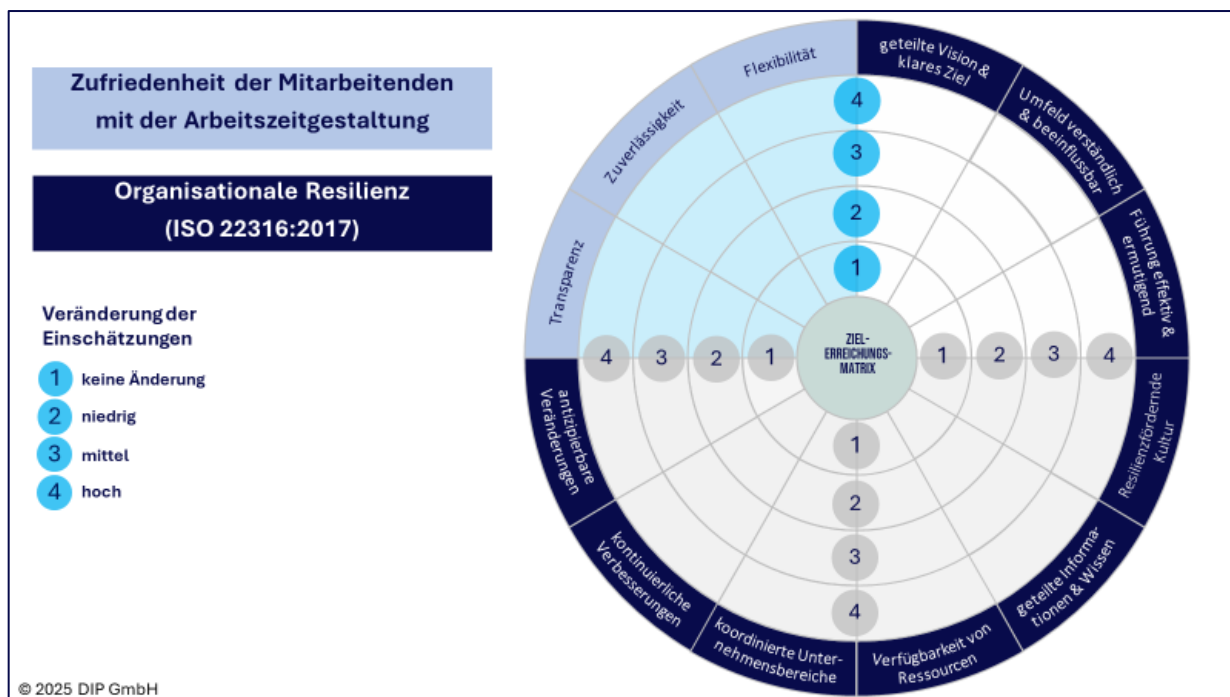 Zufriedenheit der Mitarbeitenden
mit der Arbeitszeitgestaltung
Organisationale Resilienz
(ISO 22316:2017)
Veränderung der
Einschätzungen
1 keine Änderung
2 niedrig
3 mittel
4 hoch
Flexibilität
geteilte Vision &
klares Ziel
Umfeld verständlich
& beeinflussbar
Führung effektiv &
ermutigend
Resilienzfördernde
Kultur
geteilte Informa-
tionen & Wissen
Verfügbarkeit von
Ressourcen
koordinierte Unter-
nehmensbereiche
kontinuierliche
Verbesserungen
antizipierbare
Veränderungen
Transparenz
Zuverlässigkeit
4
3
2
1
4 3 2 1
ZIEL-
ERREICHUNGS-
MATRIX
1 2 3 4
1
2
3
4
© 2025 DIP GmbH